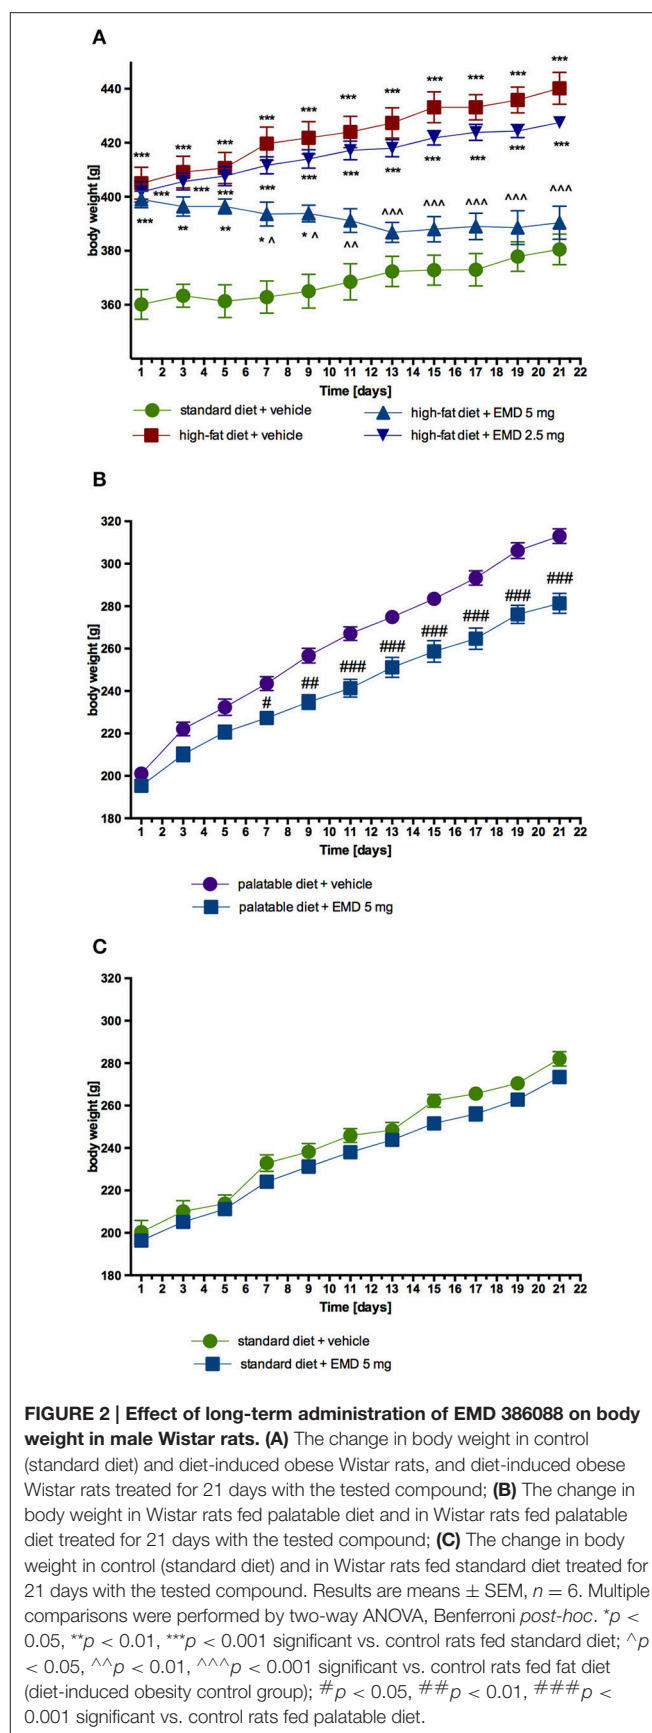 A
***
***
***
***
***
***
***
***
***
***
***
440
420
400
380
360
body weight [g]
***
***
***
***
***
***
***
***
***
***
***
***
**
**
* ^
* ^
^^
^^^
^^^
^^^
^^^
^^^
1 2 3 4 5 6 7 8 9 10 11 12 13 14 15 16 17 18 19 20 21 22
Time [days]
standard diet + vehicle
high-fat diet + EMD 5 mg
high-fat diet + vehicle
high-fat diet + EMD 2.5 mg
B
320
300
280
260
240
220
200
180
body weight [g]
#
##
###
###
###
###
###
###
1 2 3 4 5 6 7 8 9 10 11 12 13 14 15 16 17 18 19 20 21 22
Time [days]
palatable diet + vehicle
palatable diet + EMD 5 mg
C
320
300
280
260
240
220
200
180
body weight [g]
1 2 3 4 5 6 7 8 9 10 11 12 13 14 15 16 17 18 19 20 21 22
Time [days]
standard diet + vehicle
standard diet + EMD 5 mg
FIGURE 2 | Effect of long-term administration of EMD 386088 on body
weight in male Wistar rats. (A) The change in body weight in control
(standard diet) and diet-induced obese Wistar rats, and diet-induced obese
Wistar rats treated for 21 days with the tested compound; (B) The change in
body weight in Wistar rats fed palatable diet and in Wistar rats fed palatable
diet treated for 21 days with the tested compound; (C) The change in body
weight in control (standard diet) and in Wistar rats fed standard diet treated for
21 days with the tested compound. Results are means ± SEM, n = 6. Multiple
comparisons were performed by two-way ANOVA, Benferroni post-hoc. *p <
0.05, **p < 0.01, ***p < 0.001 significant vs. control rats fed standard diet; ^p
< 0.05, ^^p < 0.01, ^^^p < 0.001 significant vs. control rats fed fat diet
(diet-induced obesity control group); #p < 0.05, ##p < 0.01, ###p <
0.001 significant vs. control rats fed palatable diet.